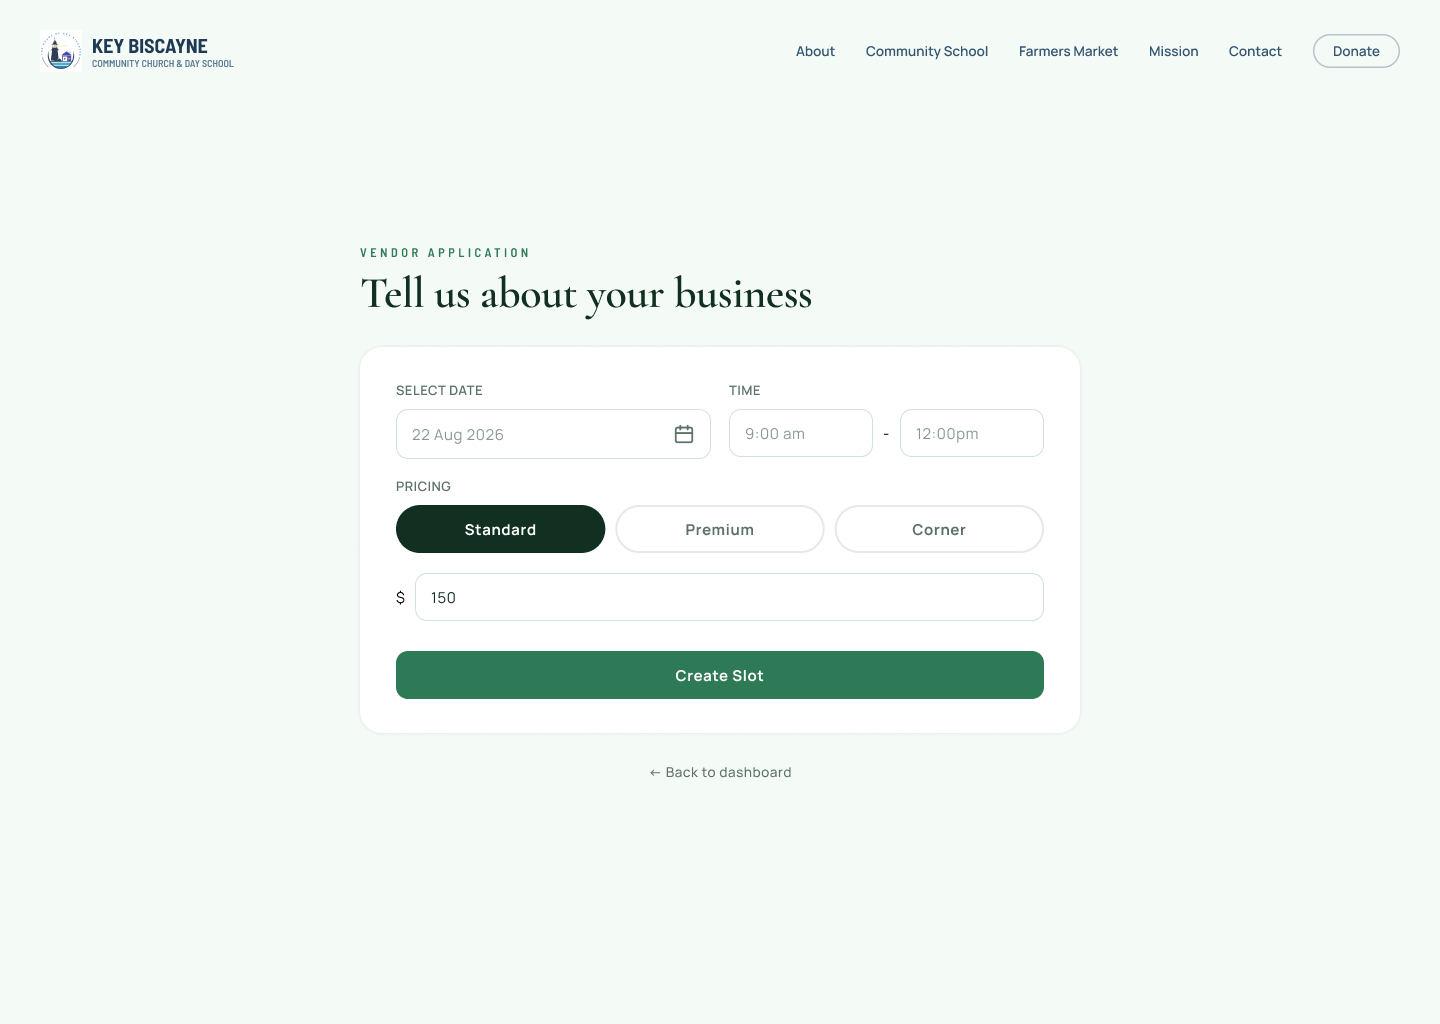 KEY BISCAYNE
COMMUNITY CHURCH & DAY SCHOOL
About
Community School
Farmers Market
Mission
Contact
Donate
VENDOR APPLICATION
Tell us about your business
SELECT DATE
TIME
22 Aug 2026
9:00 am
-
12:00pm
PRICING
Standard
Premium
Corner
$
150
Create Slot
← Back to dashboard